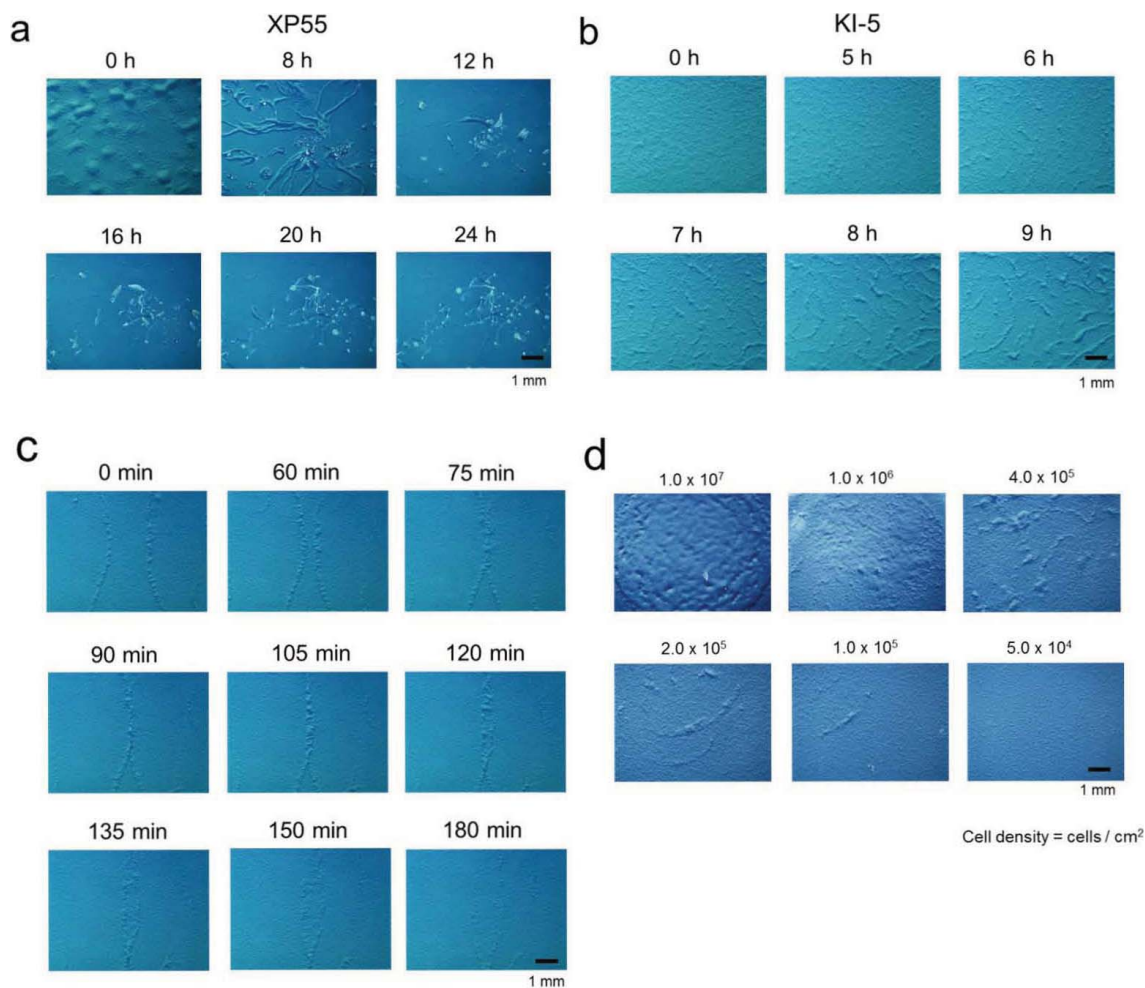 a
XP55
0 h 8 h 12 h
16 h 20 h 24 h
1 mm
b
KI-5
0 h 5 h 6 h
7 h 8 h 9 h
1 mm
c
0 min 60 min 75 min
90 min 105 min 120 min
135 min 150 min 180 min
1 mm
d
1.0 x 10⁷ 1.0 x 10⁶ 4.0 x 10⁵
2.0 x 10⁵ 1.0 x 10⁵ 5.0 x 10⁴
1 mm
Cell density = cells / cm²